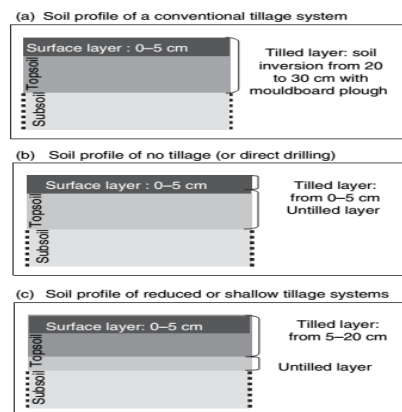 (a) Soil profile of a conventional tillage system
Surface layer : 0–5 cm
Topsoil
Subsoil
Tilled layer: soil
inversion from 20
to 30 cm with
mouldboard plough
(b) Soil profile of no tillage (or direct drilling)
Surface layer : 0–5 cm
Topsoil
Subsoil
Tilled layer:
from 0–5 cm
Untilled layer
(c) Soil profile of reduced or shallow tillage systems
Surface layer: 0–5 cm
Topsoil
Subsoil
Tilled layer:
from 5–20 cm
Untilled layer